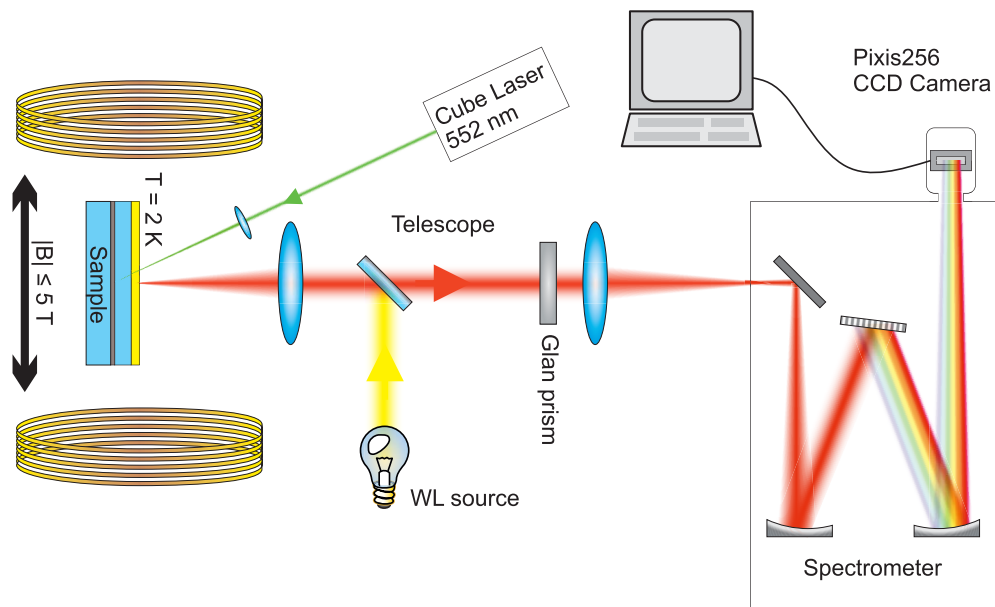 Pixis256
CCD Camera
Cube Laser
552 nm
T = 2 K
Telescope
|B| ≤ 5 T
Sample
Glan prism
WL source
Spectrometer